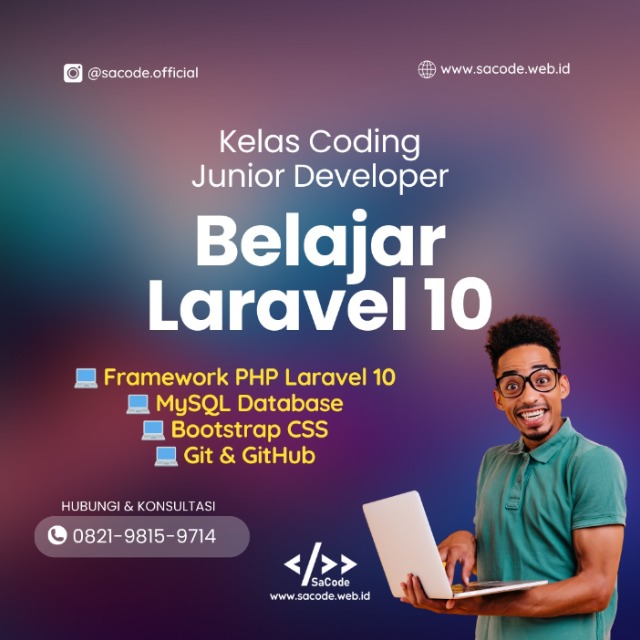 @sacode.official
www.sacode.web.id
Kelas Coding
Junior Developer
Belajar
Laravel 10
Framework PHP Laravel 10
MySQL Database
Bootstrap CSS
Git & GitHub
HUBUNGI & KONSULTASI
0821-9815-9714
</>>
SaCode
www.sacode.web.id